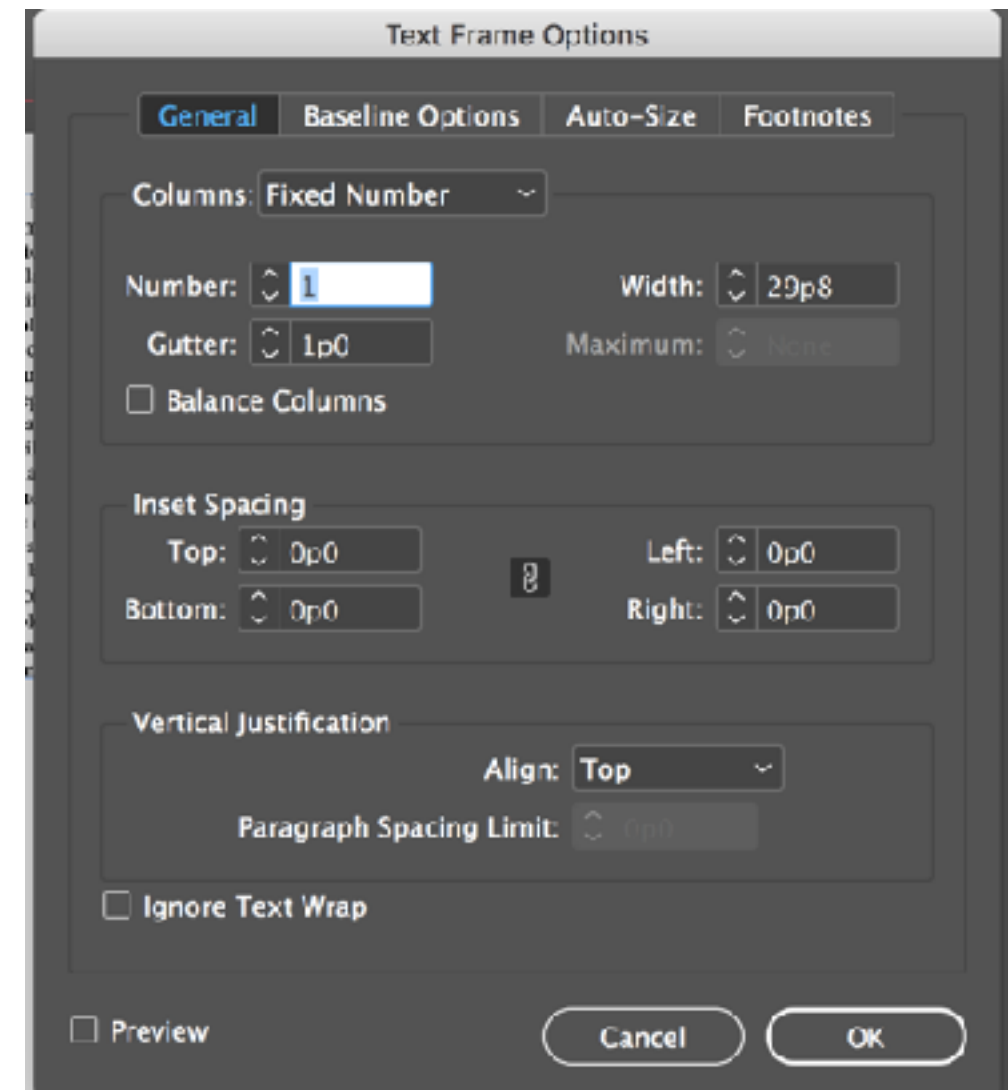 Text Frame Options
General Baseline Options Auto-Size Footnotes
Columns: Fixed Number
Number: 1 Width: 29p8
Gutter: 1p0 Maximum: None
Balance Columns
Inset Spacing
Top: 0p0 Left: 0p0
Bottom: 0p0 Right: 0p0
Vertical Justification
Align: Top
Paragraph Spacing Limit: 0p0
Ignore Text Wrap
Preview Cancel OK